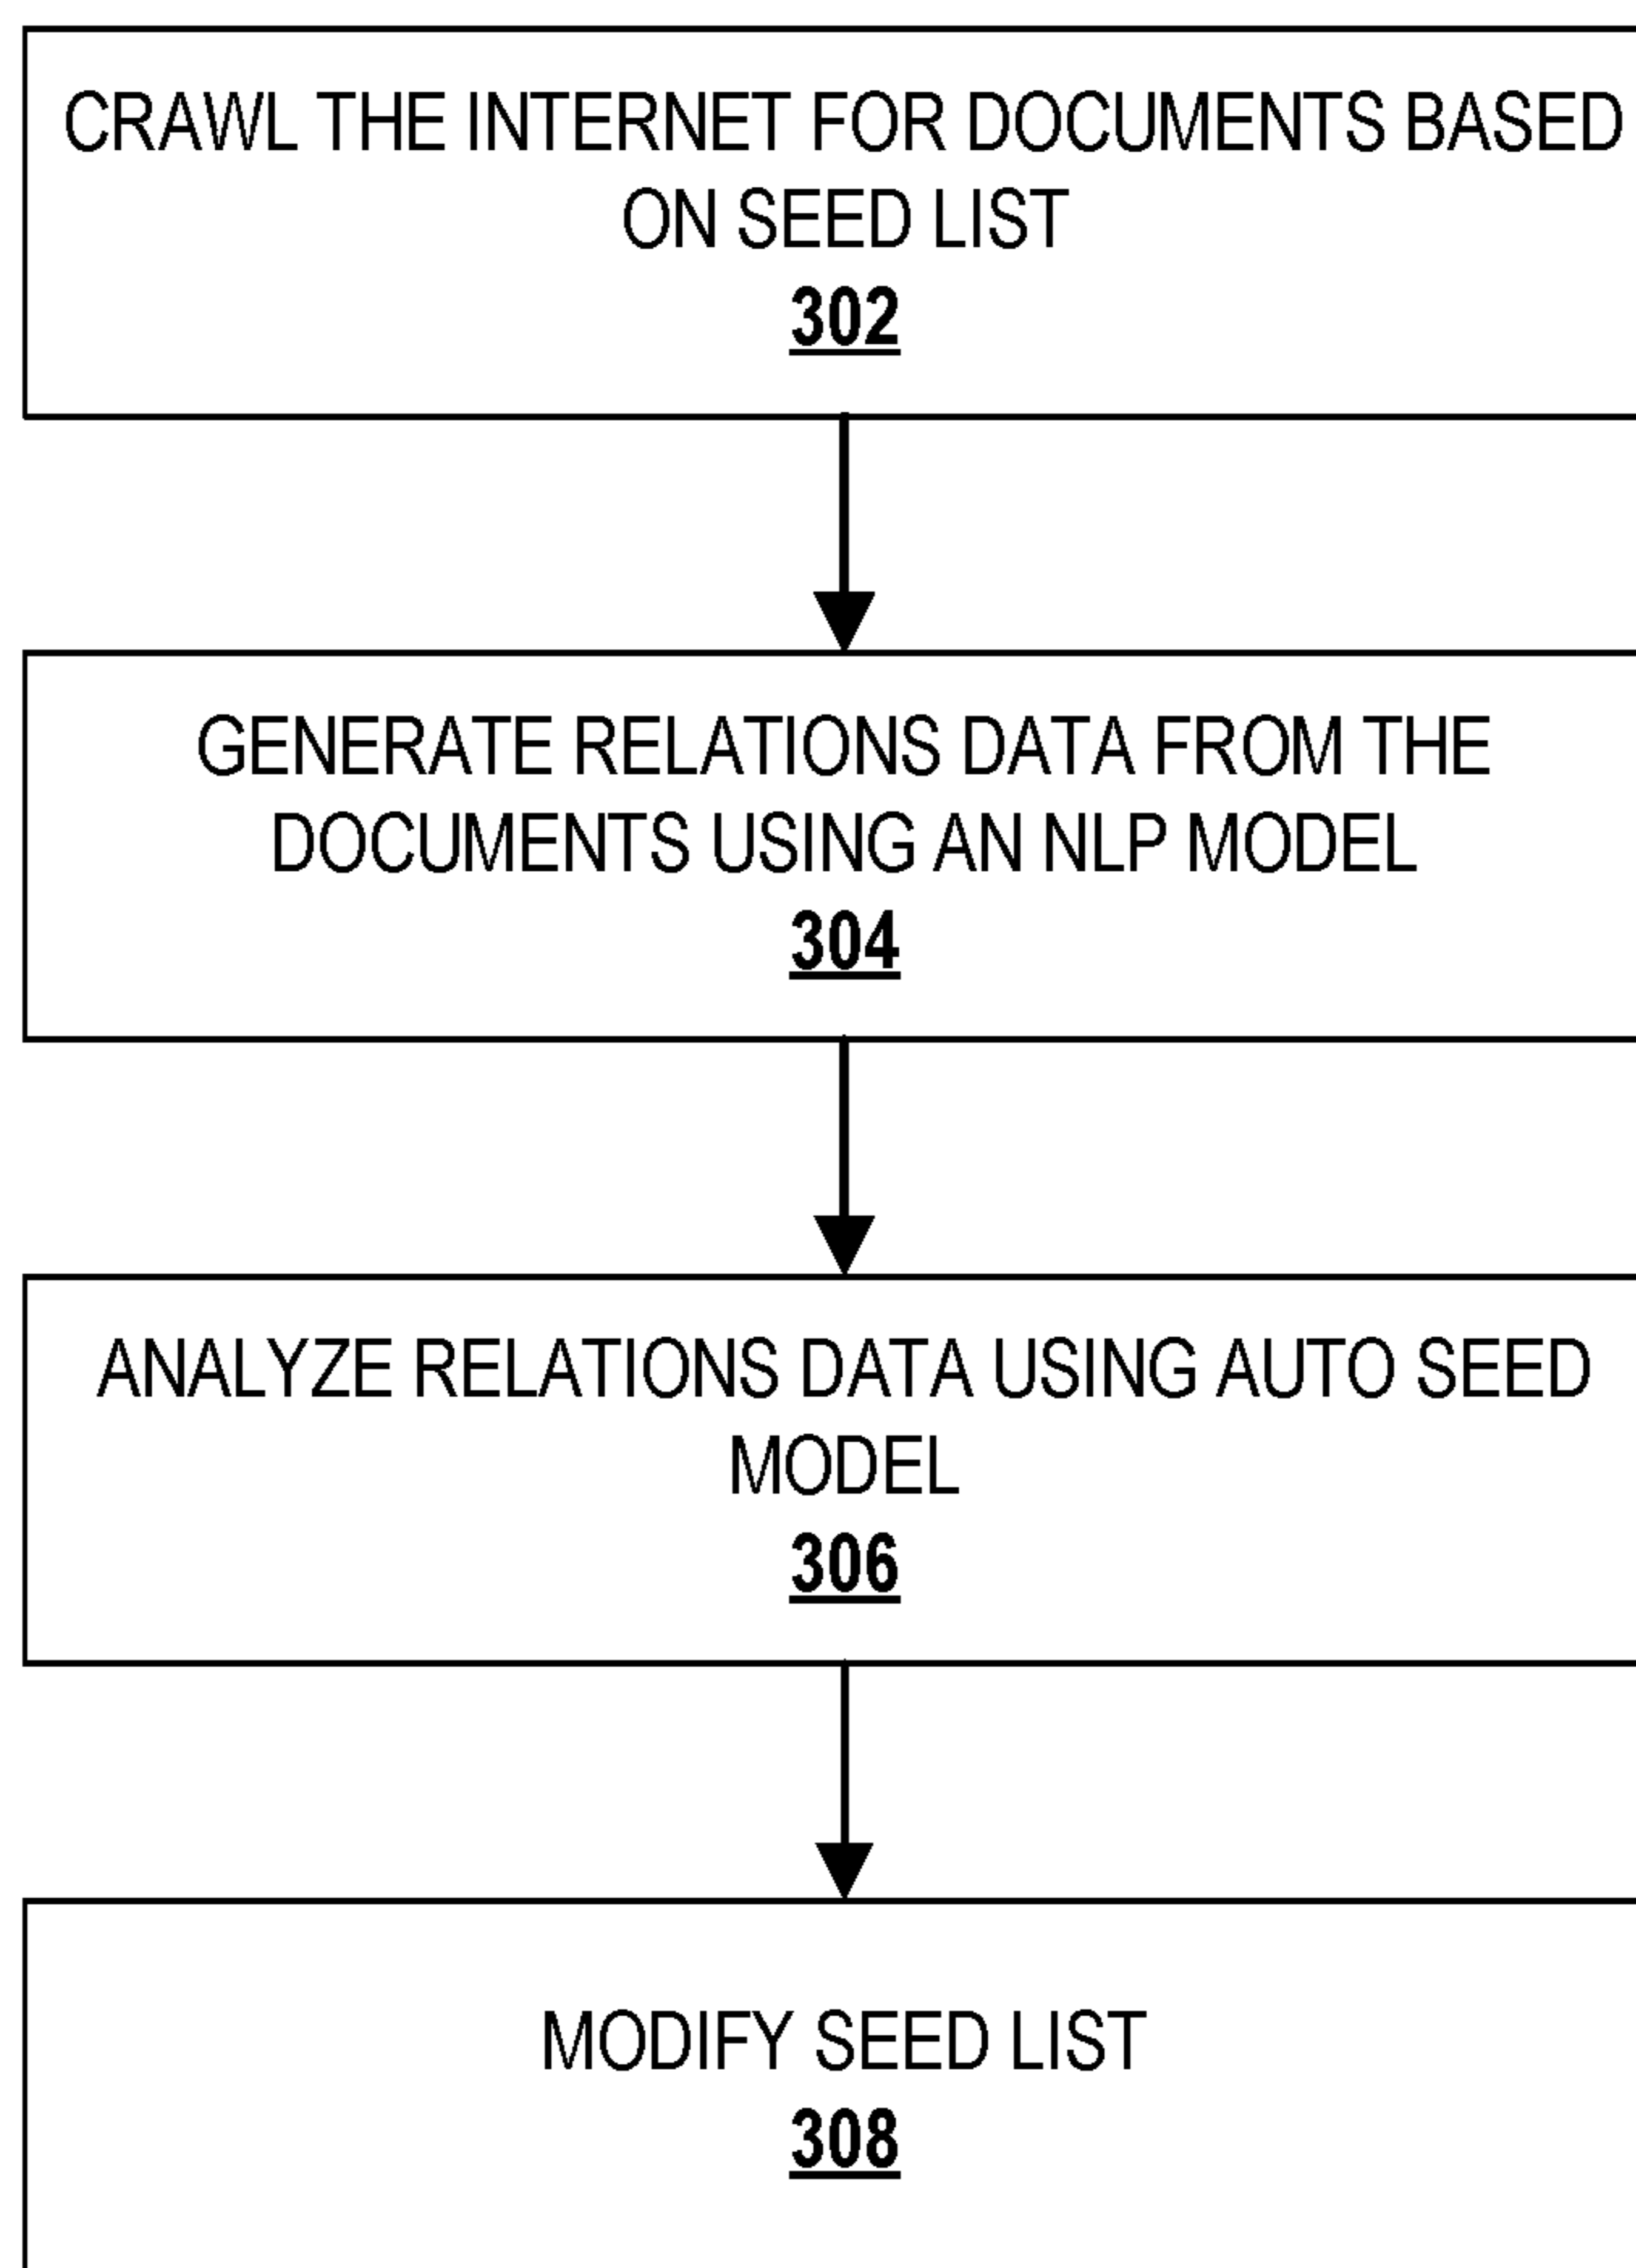 CRAWL THE INTERNET FOR DOCUMENTS BASED
ON SEED LIST
302
GENERATE RELATIONS DATA FROM THE
DOCUMENTS USING AN NLP MODEL
304
ANALYZE RELATIONS DATA USING AUTO SEED
MODEL
306
MODIFY SEED LIST
308